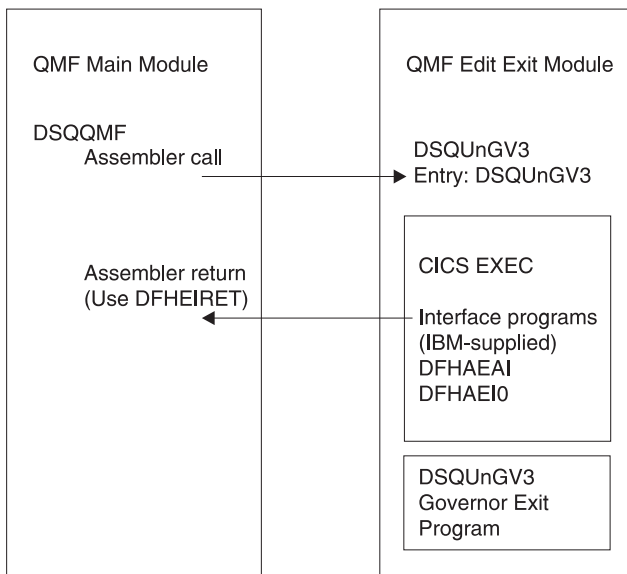 QMF Main Module
DSQQMF
Assembler call
Assembler return
(Use DFHEIRET)
QMF Edit Exit Module
DSQUnGV3
Entry: DSQUnGV3
CICS EXEC
Interface programs
(IBM-supplied)
DFHAEAI
DFHAEI0
DSQUnGV3
Governor Exit
Program